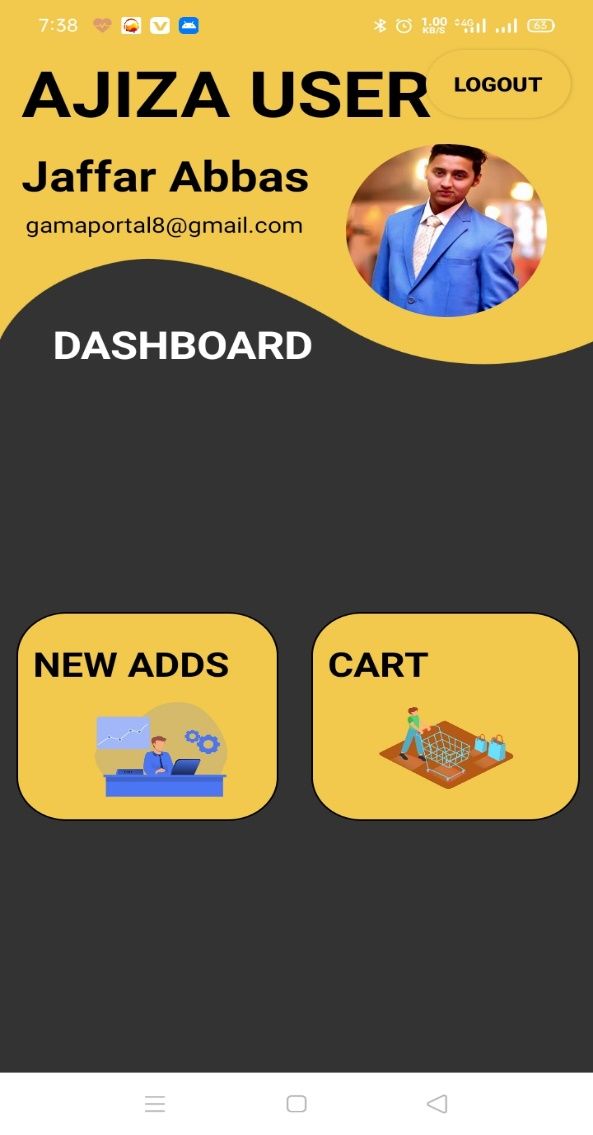 7:38 1.00 KB/S 4G 63
AJIZA USER
LOGOUT
Jaffar Abbas
gamaportal8@gmail.com
DASHBOARD
NEW ADDS
CART